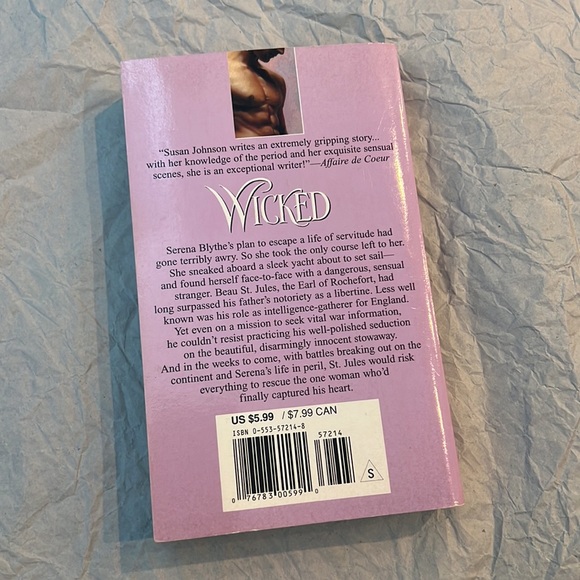 “Susan Johnson writes an extremely gripping story...
with her knowledge of the period and her exquisite sensual
scenes, she is an exceptional writer!”—Affaire de Coeur
WICKED
Serena Blythe’s plan to escape a life of servitude had
gone terribly awry. So she took the only course left to her.
She sneaked aboard a sleek yacht about to set sail—
and found herself face-to-face with a dangerous, sensual
stranger. Beau St. Jules, the Earl of Rochefort, had
long surpassed his father’s notoriety as a libertine. Less well
known was his role as intelligence-gatherer for England.
Yet even on a mission to seek vital war information,
he couldn’t resist practicing his well-polished seduction
on the beautiful, disarmingly innocent stowaway.
And in the weeks to come, with battles breaking out on the
continent and Serena’s life in peril, St. Jules would risk
everything to rescue the one woman who’d
finally captured his heart.
US $5.99 / $7.99 CAN
ISBN 0-553-57214-8
57214
0 76783 00599 0
S